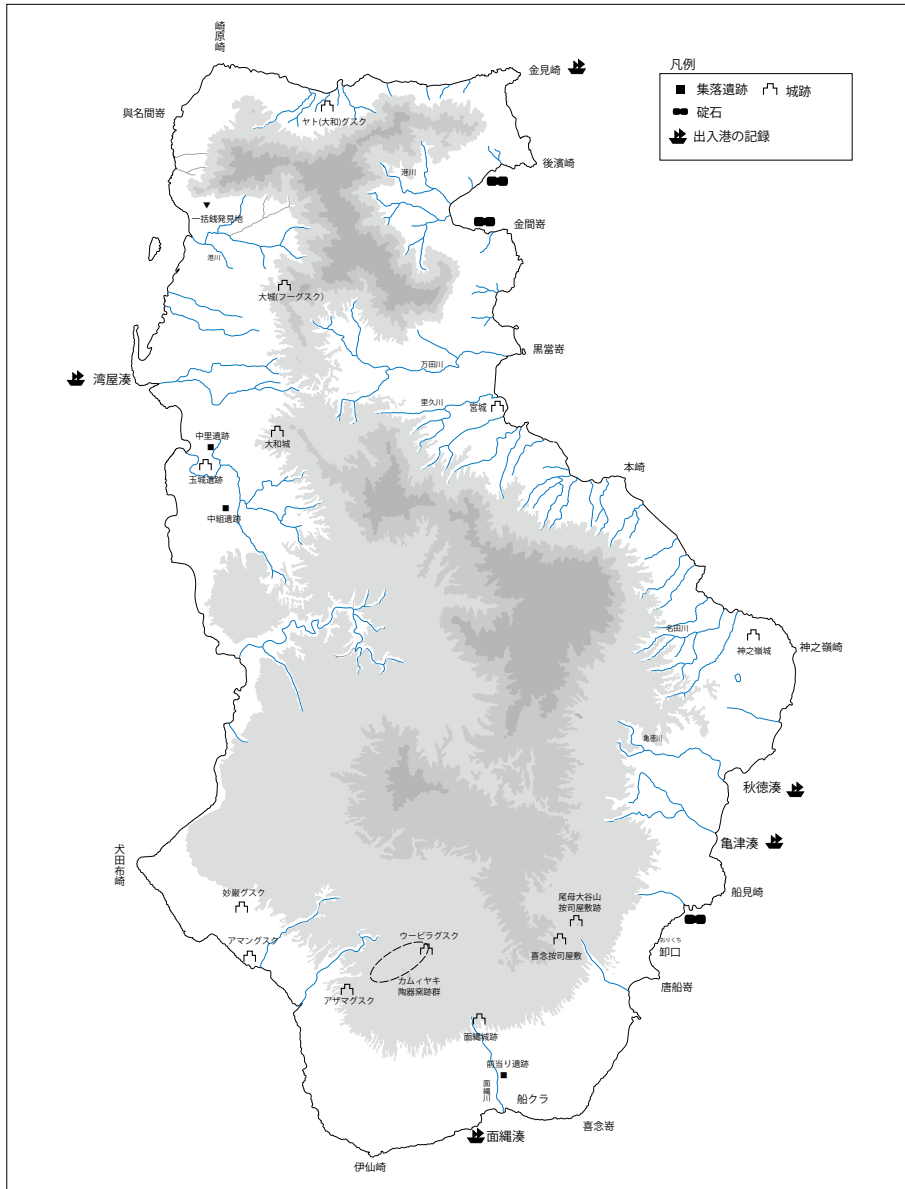 崎原崎
金見崎
凡例
集落遺跡
城跡
碇石
出入港の記録
與名間嵜
ヤト(大和)グスク
後濱崎
港川
一括銭発見地
金間嵜
港川
大城(フーグスク)
黒當嵜
万田川
湾屋湊
里久川
宮城
大和城
中里遺跡
玉城遺跡
本崎
中組遺跡
名田川
神之嶺城
神之嶺崎
亀徳川
秋徳湊
亀津湊
犬田布崎
船見崎
妙巌グスク
尾母大谷山
按司屋敷跡
ウービラグスク
おりくち
卸口
アマングスク
喜念按司屋敷
カムィヤキ
陶器窯跡群
唐船嵜
アザマグスク
面縄城跡
前当り遺跡
面縄川
船クラ
喜念嵜
面縄湊
伊仙崎